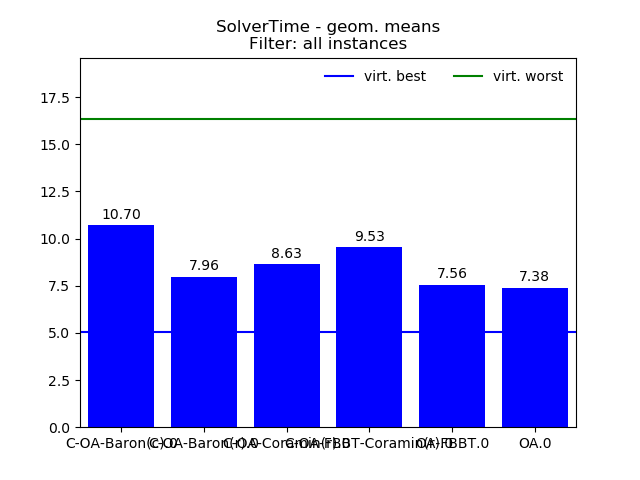 SolverTime - geom. means
Filter: all instances
virt. best
virt. worst
17.5
15.0
12.5
10.0
7.5
5.0
2.5
0.0
10.70
7.96
8.63
9.53
7.56
7.38
OA.0